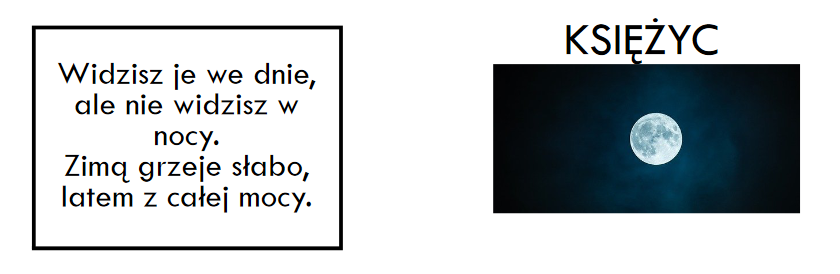 Widzisz je we dnie,
ale nie widzisz w
nocy.
Zimą grzeje słabo,
latem z całej mocy.
KSIĘŻYC